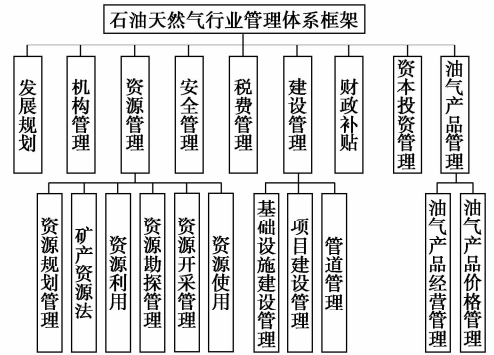 石油天然气行业管理体系框架
发展规划
机构管理
资源管理
安全管理
税费管理
建设管理
财政补贴
资本投资管理
油气产品管理
资源规划管理
矿产资源法
资源利用
资源勘探管理
资源开采管理
资源使用
基础设施建设管理
项目建设管理
管道管理
油气产品经营管理
油气产品价格管理